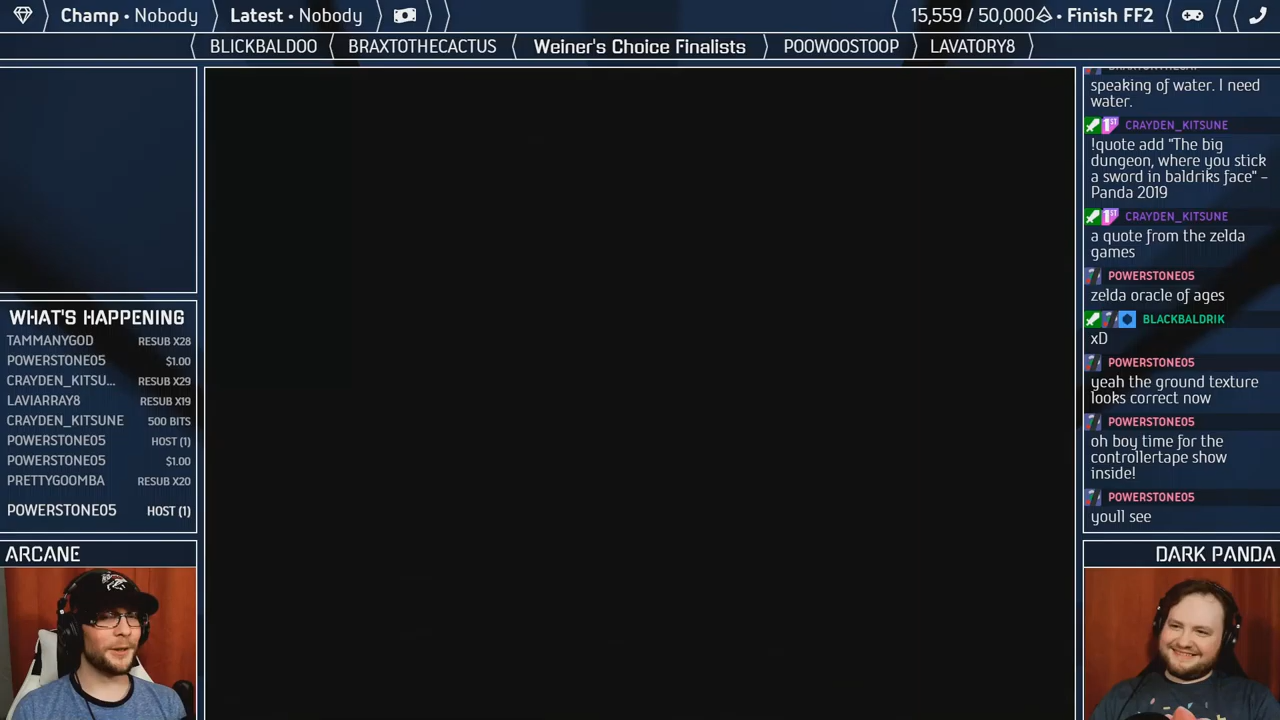 Champ • Nobody
Latest • Nobody
15,559 / 50,000 • Finish FF2
BLICKBALDOO
BRAXTOTHECACTUS
Weiner's Choice Finalists
POOWOOSTOOP
LAVATORY8
WHAT'S HAPPENING
TAMMANYGOD RESUB X28
POWERSTONE05 $1.00
CRAYDEN_KITSU... RESUB X29
LAVIARRAY8 RESUB X19
CRAYDEN_KITSUNE 500 BITS
POWERSTONE05 HOST (1)
POWERSTONE05 $1.00
PRETTYGOOMBA RESUB X20
POWERSTONE05 HOST (1)
ARCANE
speaking of water. I need
water.
1ST CRAYDEN_KITSUNE
!quote add "The big
dungeon, where you stick
a sword in baldriks face" -
Panda 2019
1ST CRAYDEN_KITSUNE
a quote from the zelda
games
POWERSTONE05
zelda oracle of ages
BLACKBALDRIK
xD
POWERSTONE05
yeah the ground texture
looks correct now
POWERSTONE05
oh boy time for the
controllertape show
inside!
POWERSTONE05
youll see
DARK PANDA